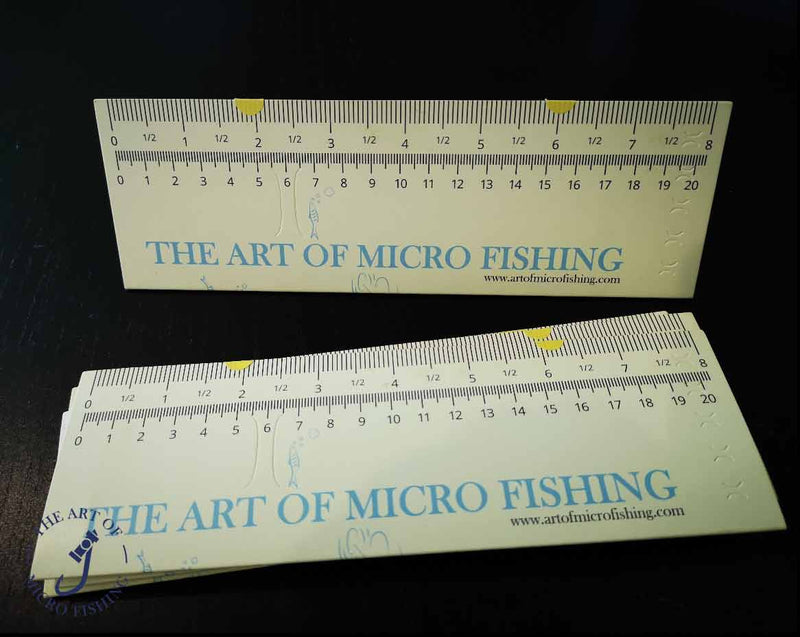 0 1/2 1 1/2 2 1/2 3 1/2 4 1/2 5 1/2 6 1/2 7 1/2 8
0 1 2 3 4 5 6 7 8 9 10 11 12 13 14 15 16 17 18 19 20
THE ART OF MICRO FISHING
www.artofmicrofishing.com
0 1/2 1 1/2 2 1/2 3 1/2 4 1/2 5 1/2 6 1/2 7 1/2 8
0 1 2 3 4 5 6 7 8 9 10 11 12 13 14 15 16 17 18 19 20
THE ART OF MICRO FISHING
www.artofmicrofishing.com
THE ART OF
MICRO FISHING